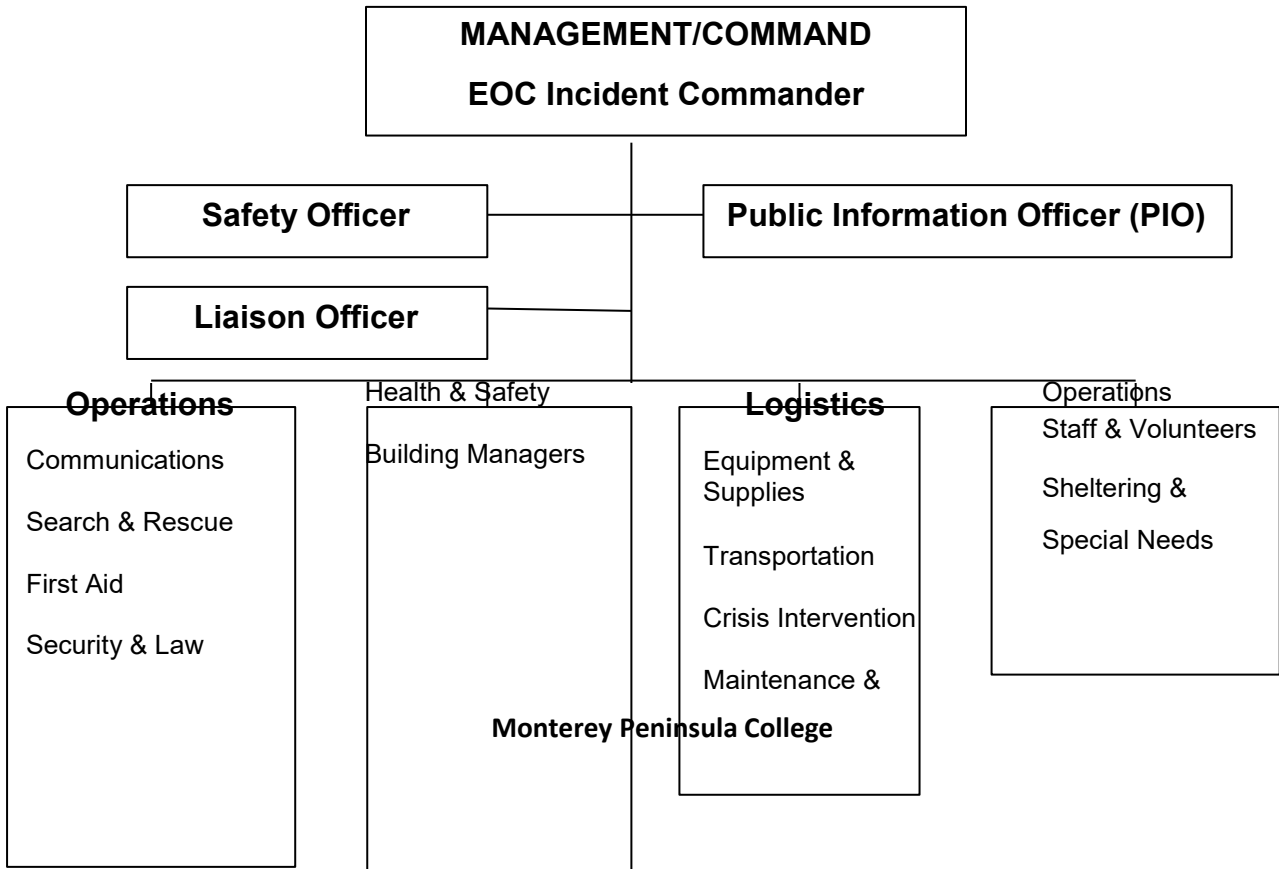 MANAGEMENT/COMMAND
EOC Incident Commander
Safety Officer
Public Information Officer (PIO)
Liaison Officer
Operations
Communications
Search & Rescue
First Aid
Security & Law
Health & Safety
Building Managers
Logistics
Equipment &
Supplies
Transportation
Crisis Intervention
Maintenance &
Operations
Staff & Volunteers
Sheltering &
Special Needs
Monterey Peninsula College